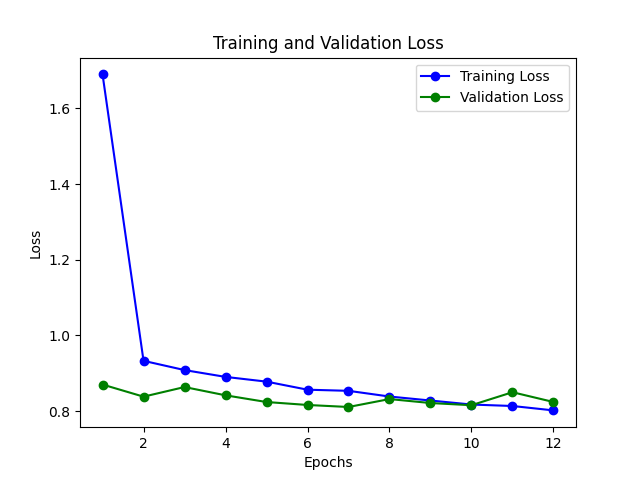 Training and Validation Loss
Training Loss
Validation Loss
1.6
1.4
1.2
1.0
0.8
Loss
2 4 6 8 10 12
Epochs